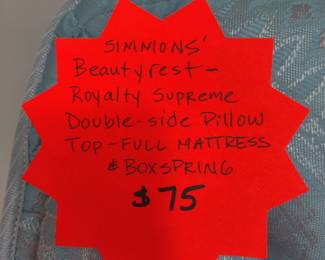 SIMMONS'
Beautyrest-
Royalty Supreme
Double-side Pillow
TOP-FULL MATTRESS
& BOXSPRING
$75